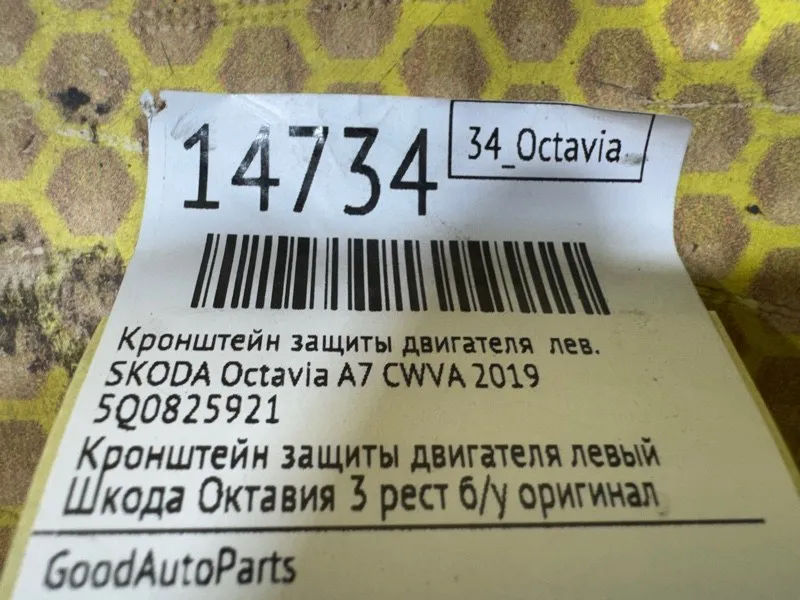 14734
34_Octavia
Кронштейн защиты двигателя лев.
SKODA Octavia A7 CWVA 2019
5Q0825921
Кронштейн защиты двигателя левый
Шкода Октавия 3 рест б/у оригинал
GoodAutoParts